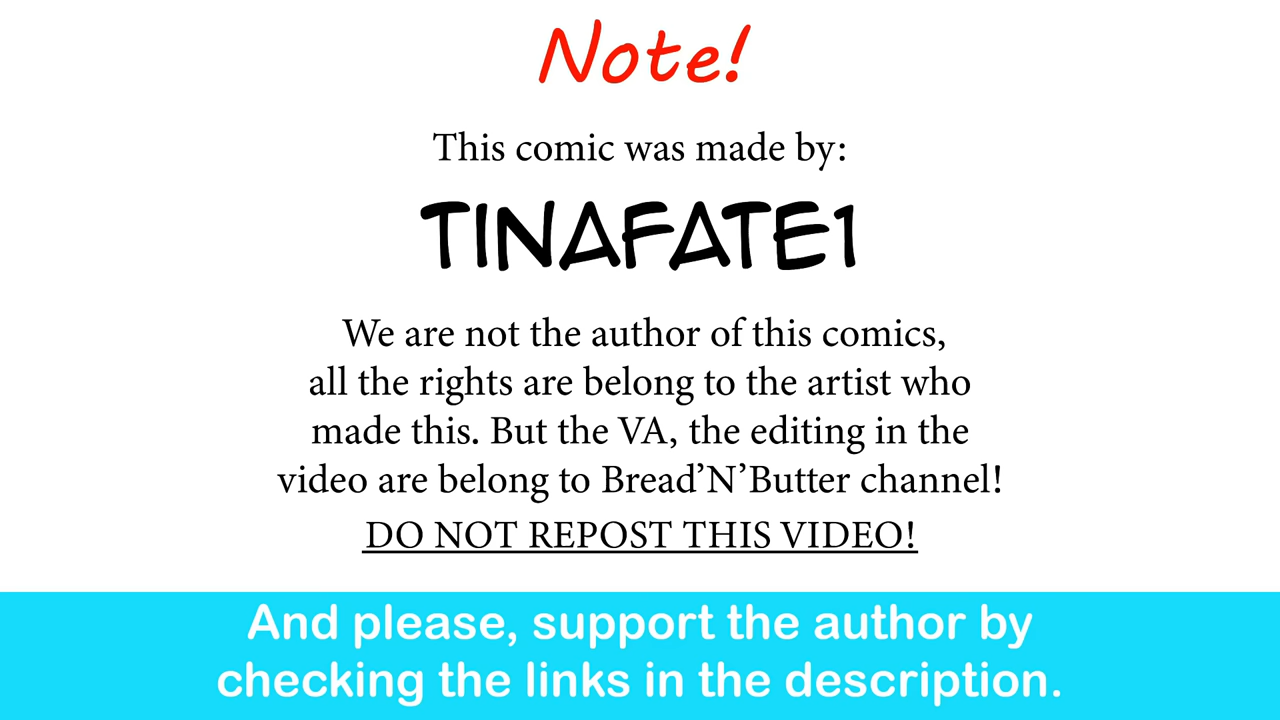 Note!
This comic was made by:
TINAFATE1
We are not the author of this comics,
all the rights are belong to the artist who
made this. But the VA, the editing in the
video are belong to Bread’N’Butter channel!
DO NOT REPOST THIS VIDEO!
And please, support the author by
checking the links in the description.